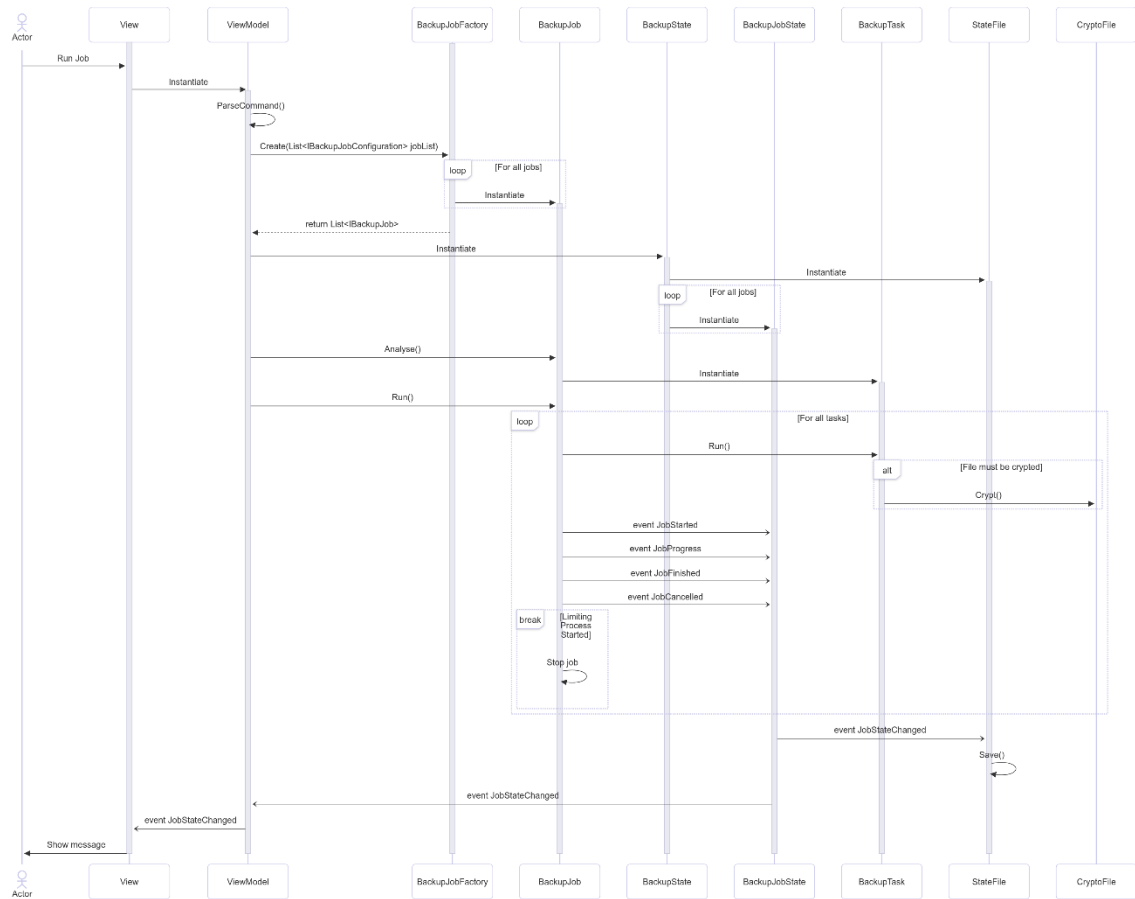 Actor
View
ViewModel
BackupJobFactory
BackupJob
BackupState
BackupJobState
BackupTask
StateFile
CryptoFile
Run Job
Instantiate
ParseCommand()
Create(List<IBackupJobConfiguration> jobList)
loop
[For all jobs]
Instantiate
return List<IBackupJob>
Instantiate
Instantiate
loop
[For all jobs]
Instantiate
Analyse()
Instantiate
Run()
loop
[For all tasks]
Run()
alt
[File must be crypted]
Crypt()
event JobStarted
event JobProgress
event JobFinished
event JobCancelled
break
[Limiting
Process
Started]
Stop job
event JobStateChanged
Save()
event JobStateChanged
event JobStateChanged
Show message
Actor
View
ViewModel
BackupJobFactory
BackupJob
BackupState
BackupJobState
BackupTask
StateFile
CryptoFile